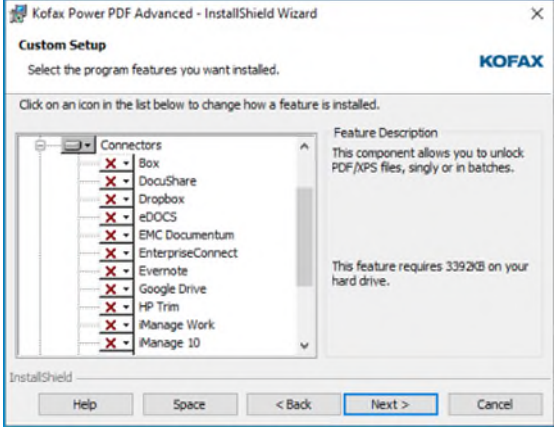 Kofax Power PDF Advanced - InstallShield Wizard
Custom Setup
Select the program features you want installed.
KOFAX
Click on an icon in the list below to change how a feature is installed.
Connectors
Box
DocuShare
Dropbox
eDOCS
EMC Documentum
EnterpriseConnect
Evernote
Google Drive
HP Trim
iManage Work
iManage 10
Feature Description
This component allows you to unlock
PDF/XPS files, singly or in batches.
This feature requires 3392KB on your
hard drive.
InstallShield
Help
Space
< Back
Next >
Cancel